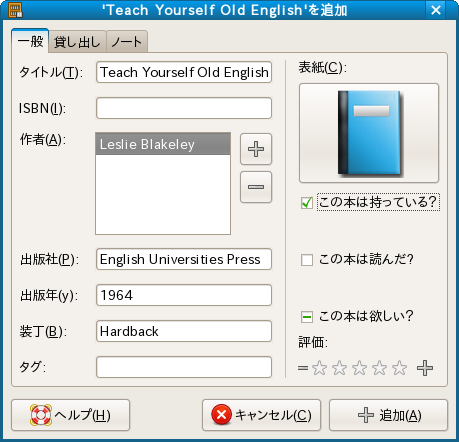 'Teach Yourself Old English'を追加
一般
貸し出し
ノート
タイトル(T):
Teach Yourself Old English
表紙(C):
ISBN(I):
作者(A):
Leslie Blakeley
この本は持っている?
出版社(P):
English Universities Press
この本は読んだ?
出版年(y):
1964
この本は欲しい?
装丁(B):
Hardback
評価:
タグ:
ヘルプ(H)
キャンセル(C)
追加(A)